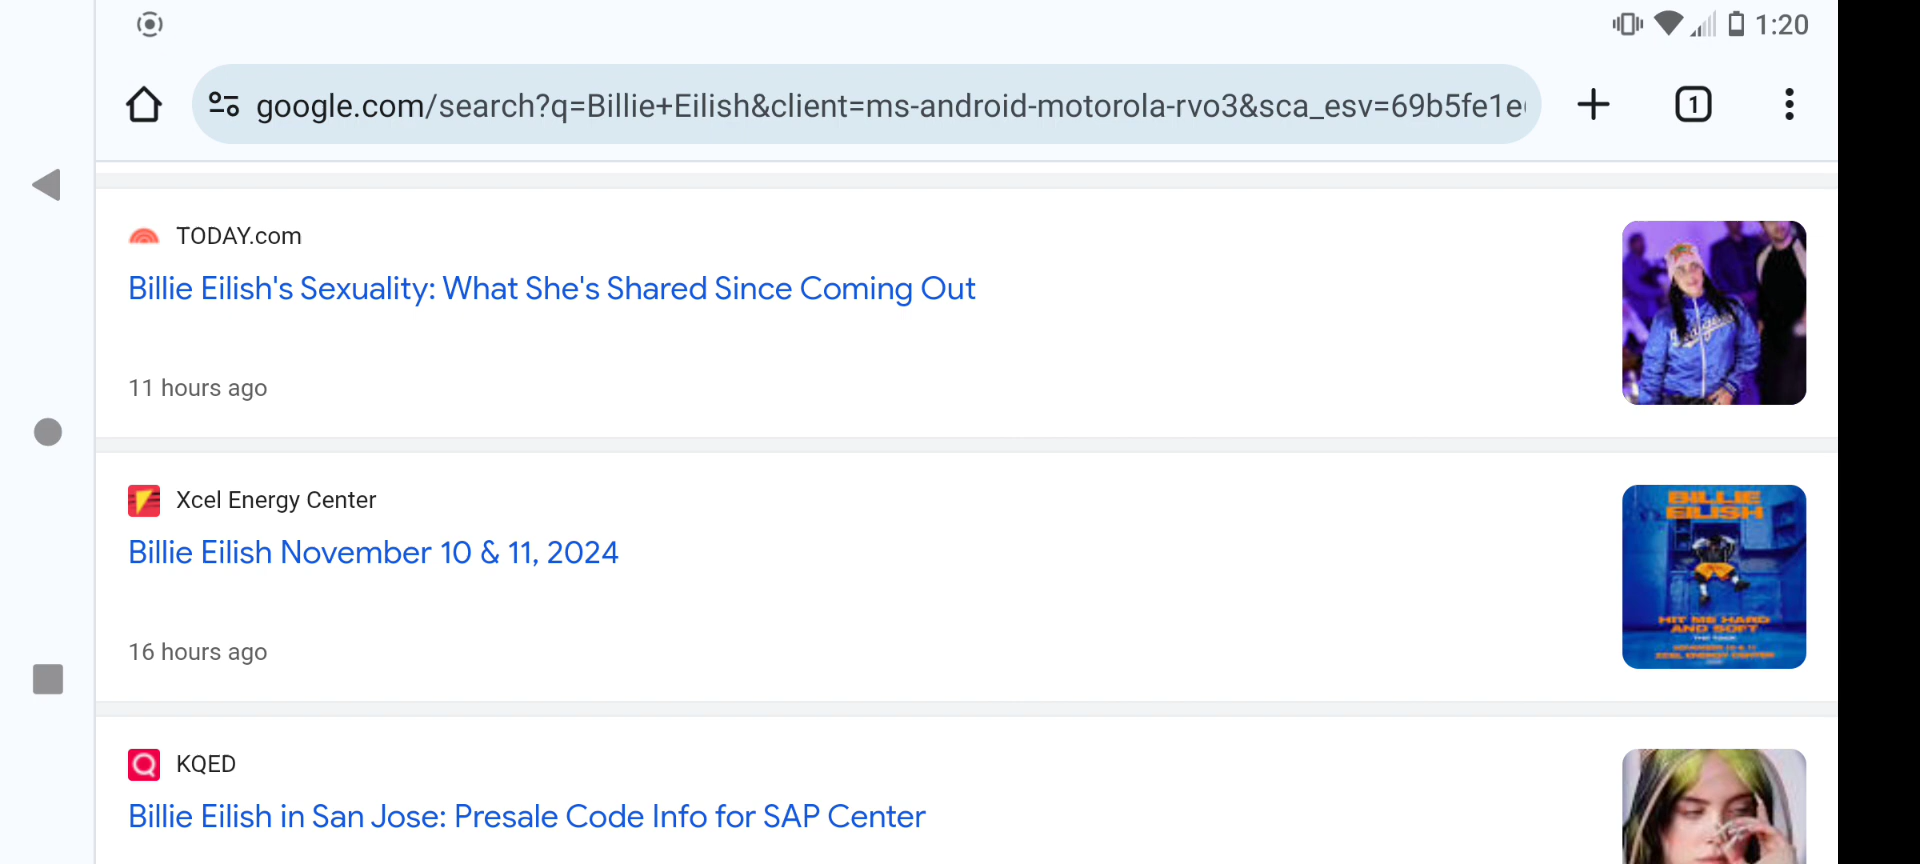 1:20
google.com/search?q=Billie+Eilish&client=ms-android-motorola-rvo3&sca_esv=69b5fe1e
1
TODAY.com
Billie Eilish's Sexuality: What She's Shared Since Coming Out
11 hours ago
Xcel Energy Center
Billie Eilish November 10 & 11, 2024
BILLIE
EILISH
HIT ME HARD
AND SOFT
16 hours ago
KQED
Billie Eilish in San Jose: Presale Code Info for SAP Center